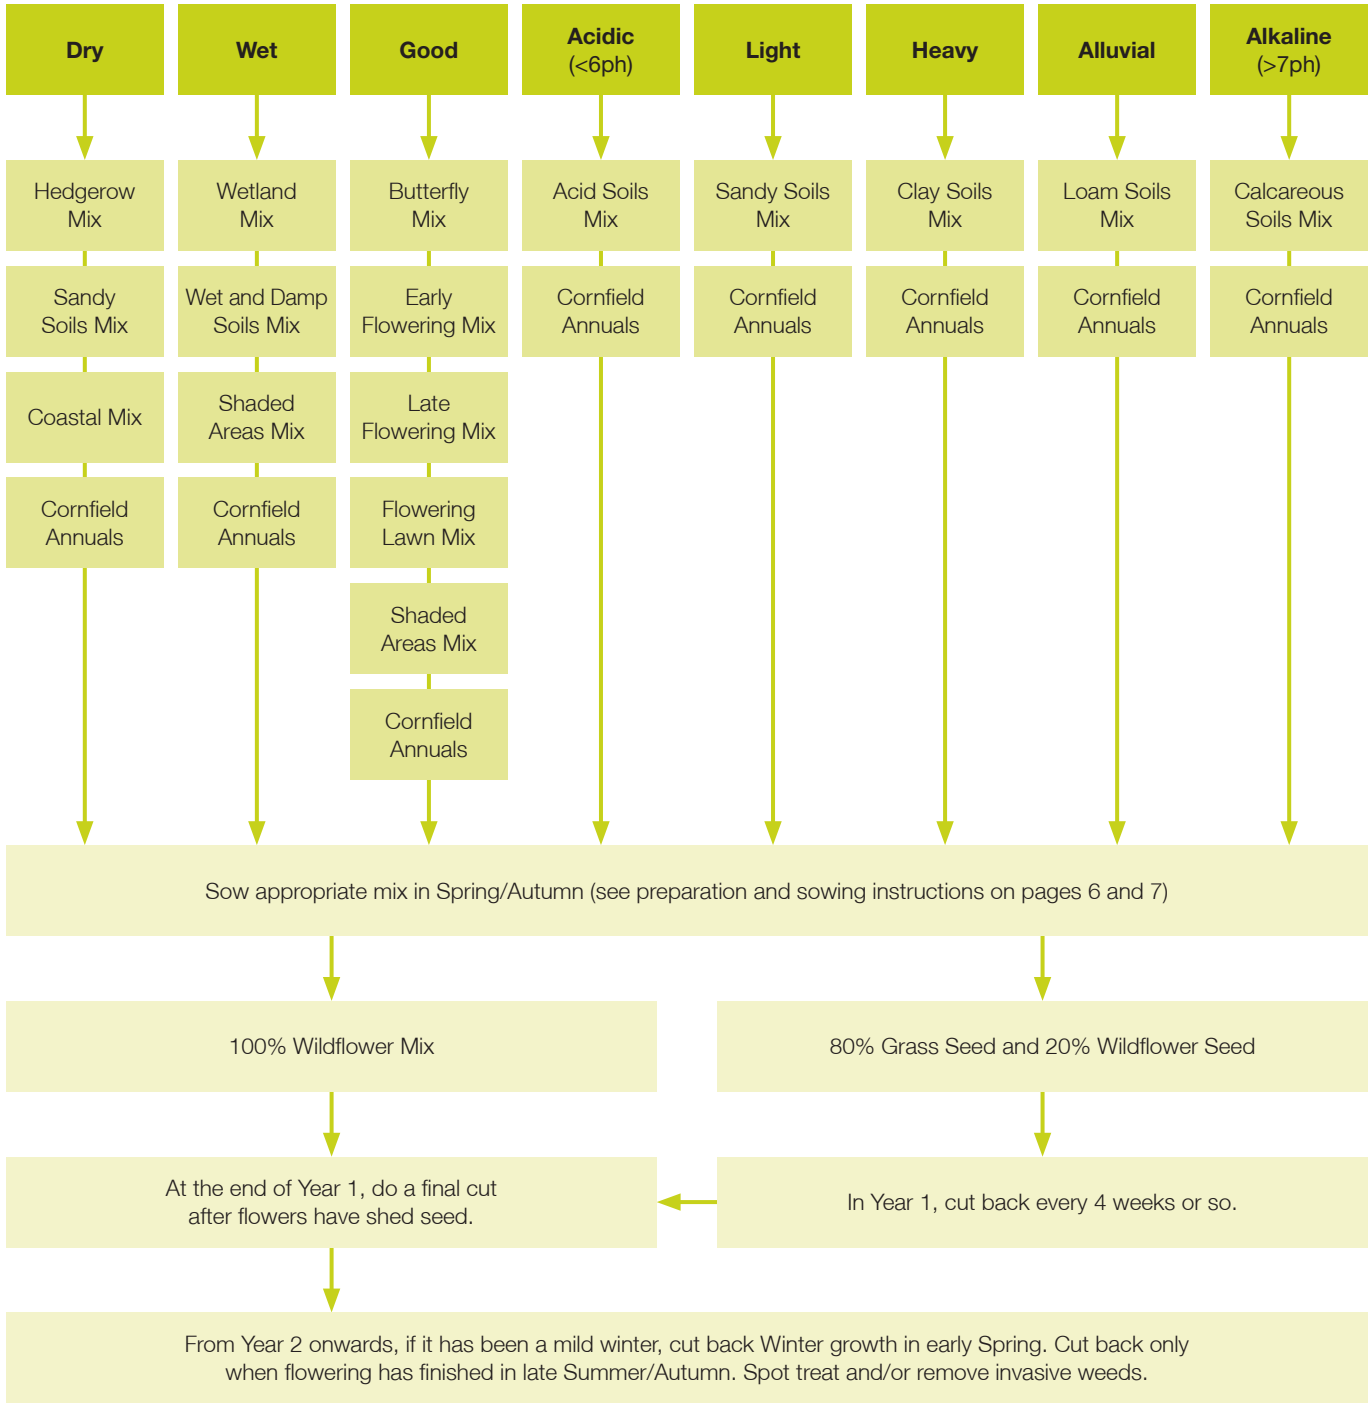 Dry
Wet
Good
Acidic
(<6ph)
Light
Heavy
Alluvial
Alkaline
(>7ph)
Hedgerow
Mix
Wetland
Mix
Butterfly
Mix
Acid Soils
Mix
Sandy Soils
Mix
Clay Soils
Mix
Loam Soils
Mix
Calcareous
Soils Mix
Sandy
Soils Mix
Wet and Damp
Soils Mix
Early
Flowering Mix
Cornfield
Annuals
Cornfield
Annuals
Cornfield
Annuals
Cornfield
Annuals
Cornfield
Annuals
Coastal Mix
Shaded
Areas Mix
Late
Flowering Mix
Cornfield
Annuals
Cornfield
Annuals
Flowering
Lawn Mix
Shaded
Areas Mix
Cornfield
Annuals
Sow appropriate mix in Spring/Autumn (see preparation and sowing instructions on pages 6 and 7)
100% Wildflower Mix
80% Grass Seed and 20% Wildflower Seed
At the end of Year 1, do a final cut
after flowers have shed seed.
In Year 1, cut back every 4 weeks or so.
From Year 2 onwards, if it has been a mild winter, cut back Winter growth in early Spring. Cut back only
when flowering has finished in late Summer/Autumn. Spot treat and/or remove invasive weeds.